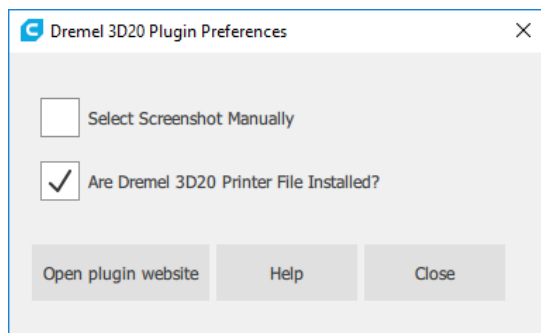 Dremel 3D20 Plugin Preferences
Select Screenshot Manually
Are Dremel 3D20 Printer File Installed?
Open plugin website Help Close